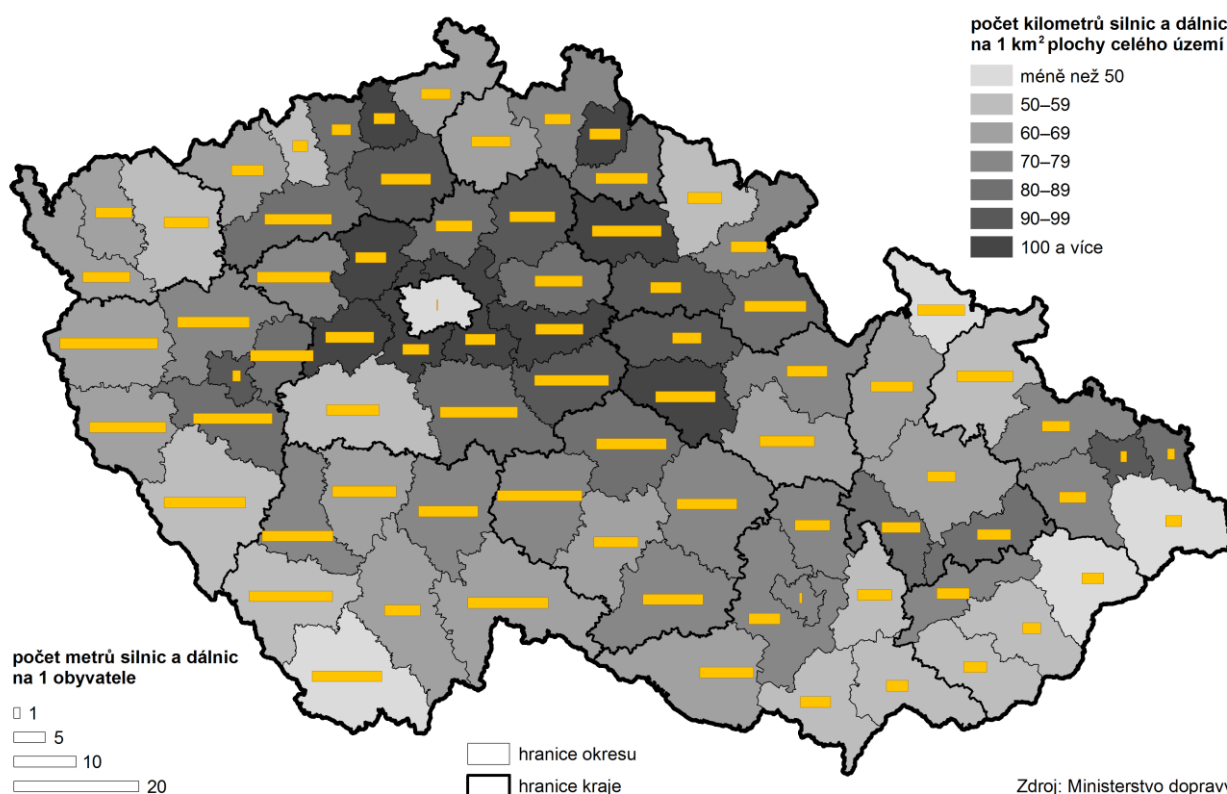 počet kilometrů silnic a dálnic
na 1 km² plochy celého území
méně než 50
50–59
60–69
70–79
80–89
90–99
100 a více
počet metrů silnic a dálnic
na 1 obyvatele
1
5
10
20
hranice okresu
hranice kraje
Zdroj: Ministerstvo dopravy